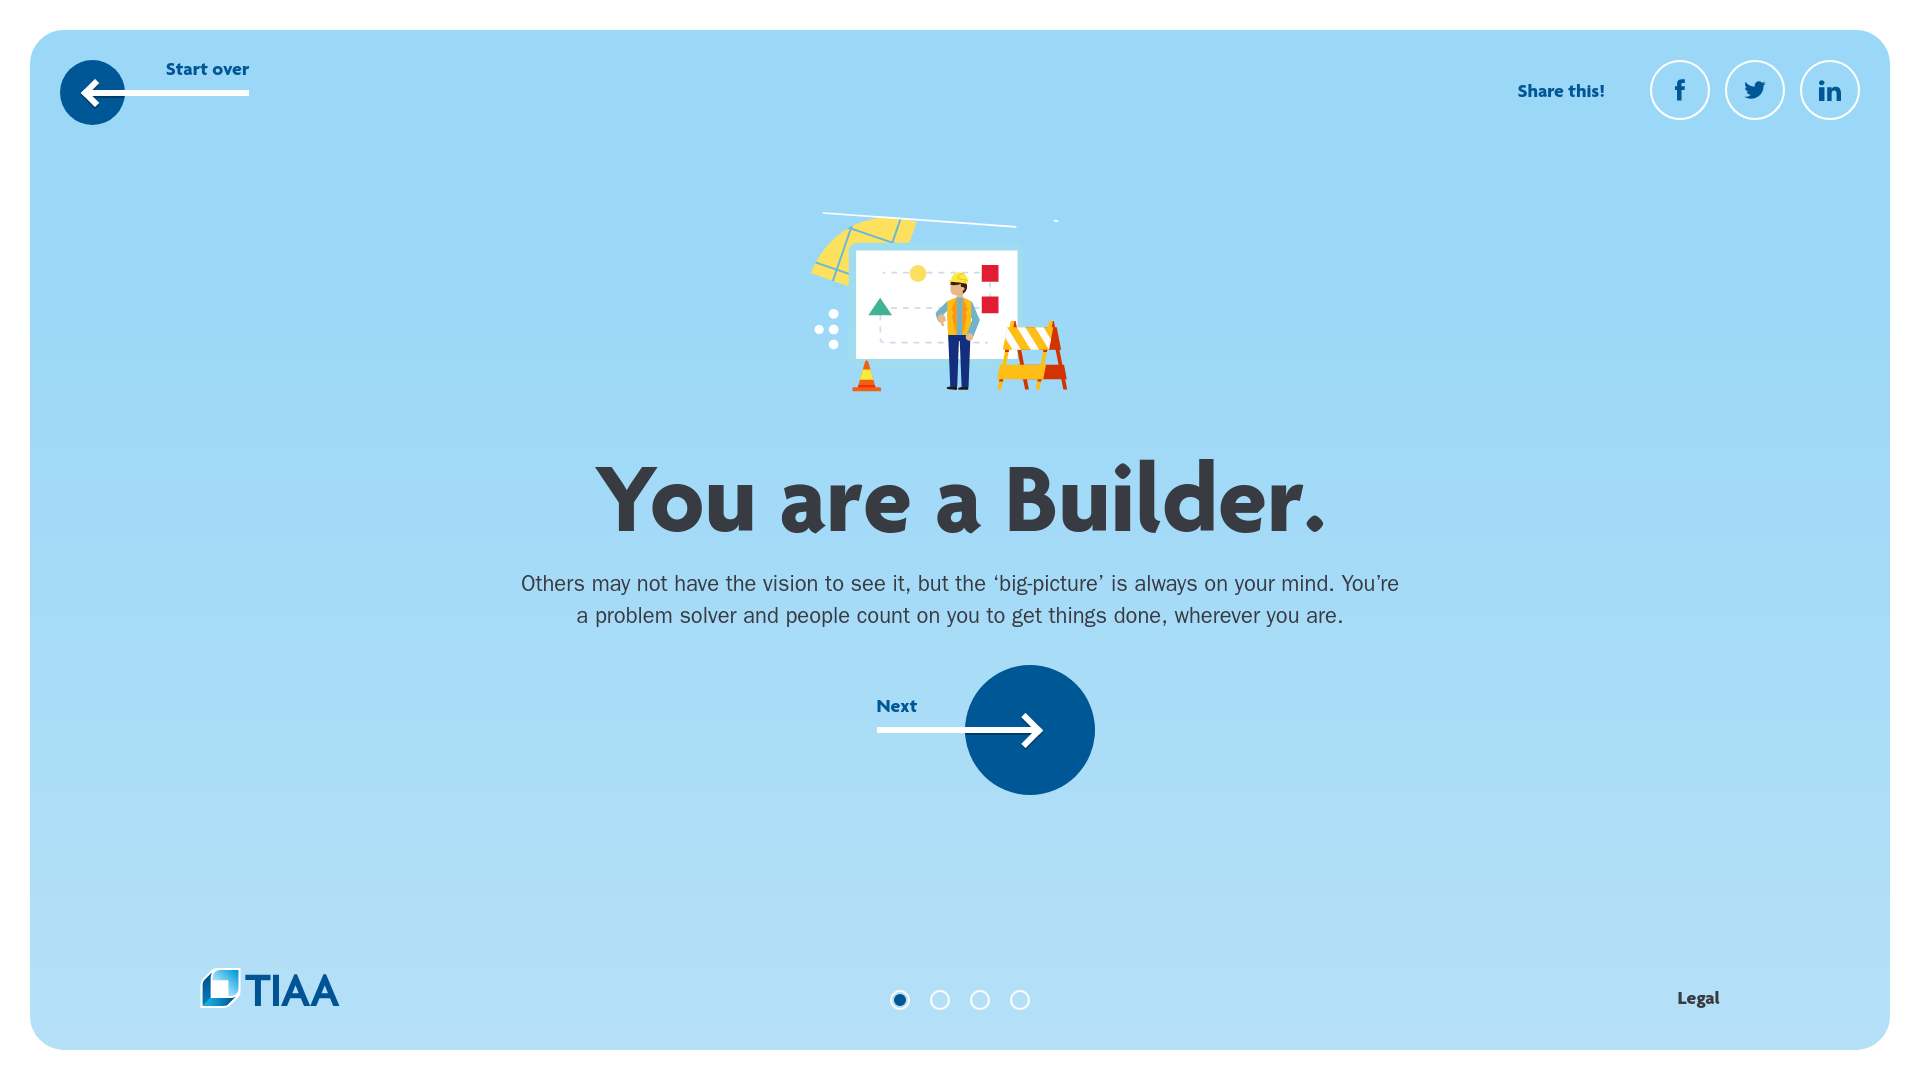 Start over
Share this!
You are a Builder.
Others may not have the vision to see it, but the ‘big-picture’ is always on your mind. You’re
a problem solver and people count on you to get things done, wherever you are.
Next
TIAA
Legal